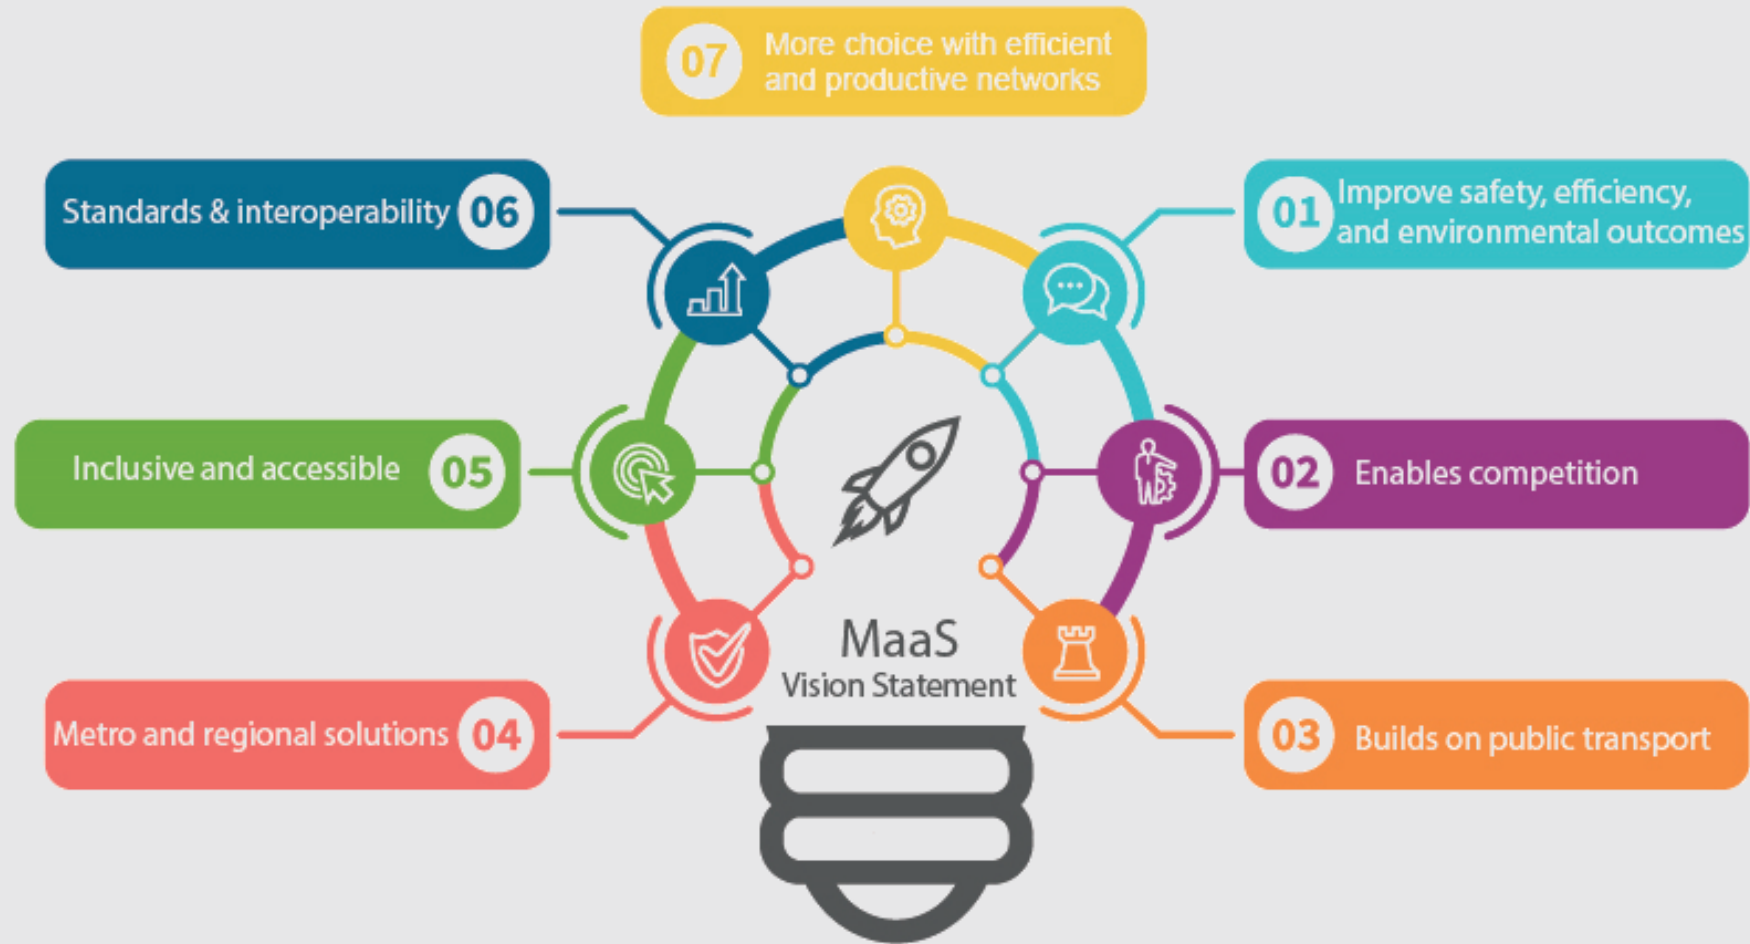 07
More choice with efficient
and productive networks
Standards & interoperability 06
01 Improve safety, efficiency,
and environmental outcomes
Inclusive and accessible 05
02 Enables competition
MaaS
Vision Statement
Metro and regional solutions 04
03 Builds on public transport